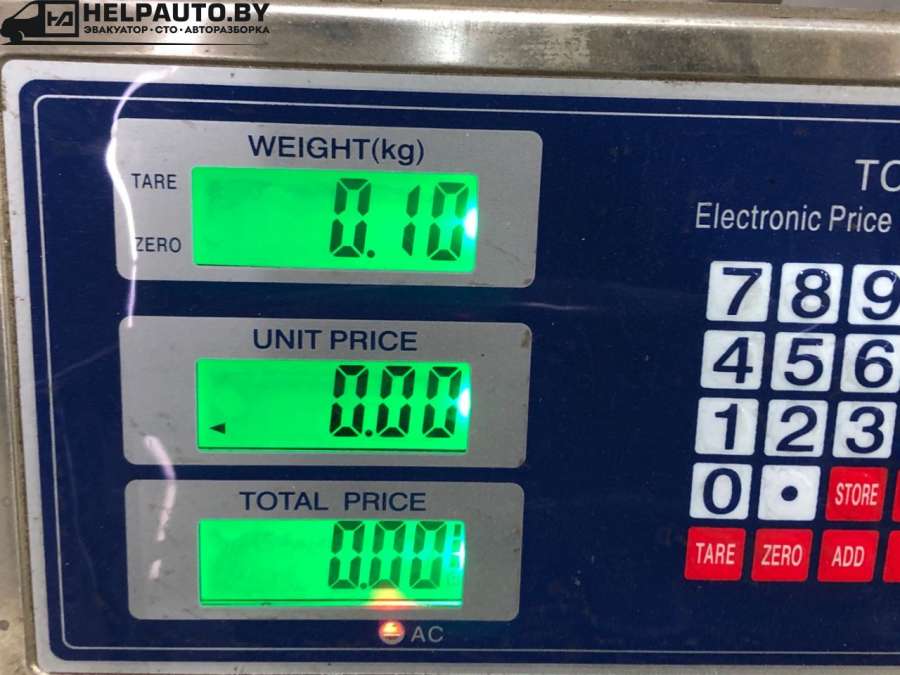 HELPAUTO.BY
ЭВАКУАТОР • СТО • АВТОРАЗБОРКА
WEIGHT(kg)
TARE
0.10
ZERO
UNIT PRICE
0.00
TOTAL PRICE
0.00
AC
Electronic Price
7 8 9
4 5 6
1 2 3
0 • STORE
TARE ZERO ADD